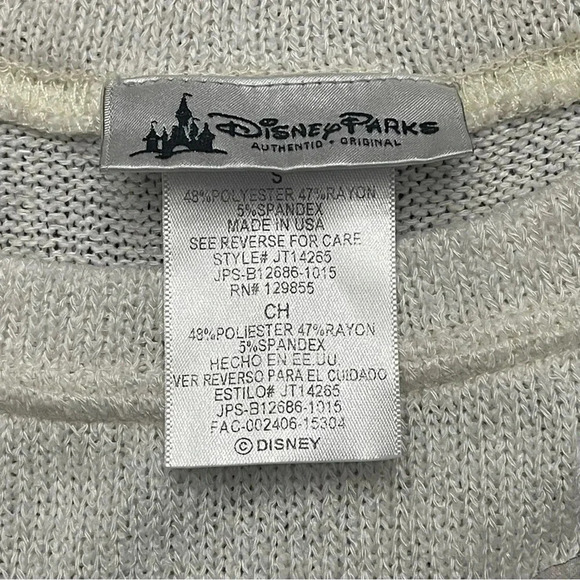 DISNEY PARKS
AUTHENTIC • ORIGINAL
S
48%POLYESTER 47%RAYON
5%SPANDEX
MADE IN USA
SEE REVERSE FOR CARE
STYLE# JT14265
JPS-B12686-1015
RN# 129855
CH
48%POLIESTER 47%RAYON
5%SPANDEX
HECHO EN EE.UU.
VER REVERSO PARA EL CUIDADO
ESTILO# JT14265
JPS-B12686-1015
FAC-002406-15304
© DISNEY